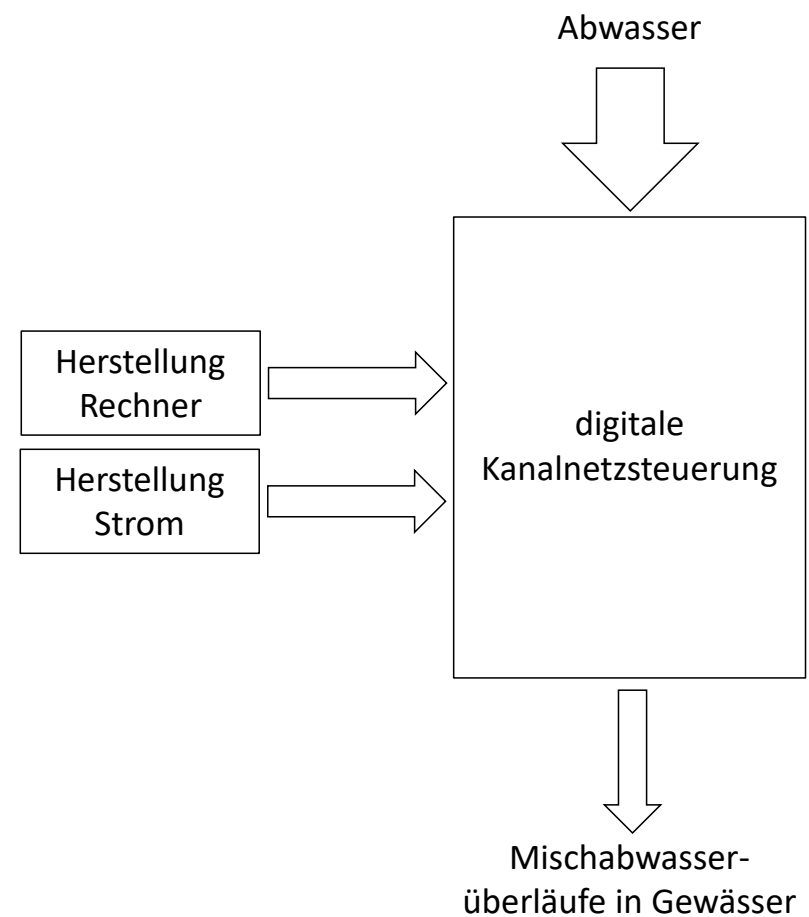 Abwasser
Herstellung
Rechner
Herstellung
Strom
digitale
Kanalnetzsteuerung
Mischabwasser-
überläufe in Gewässer